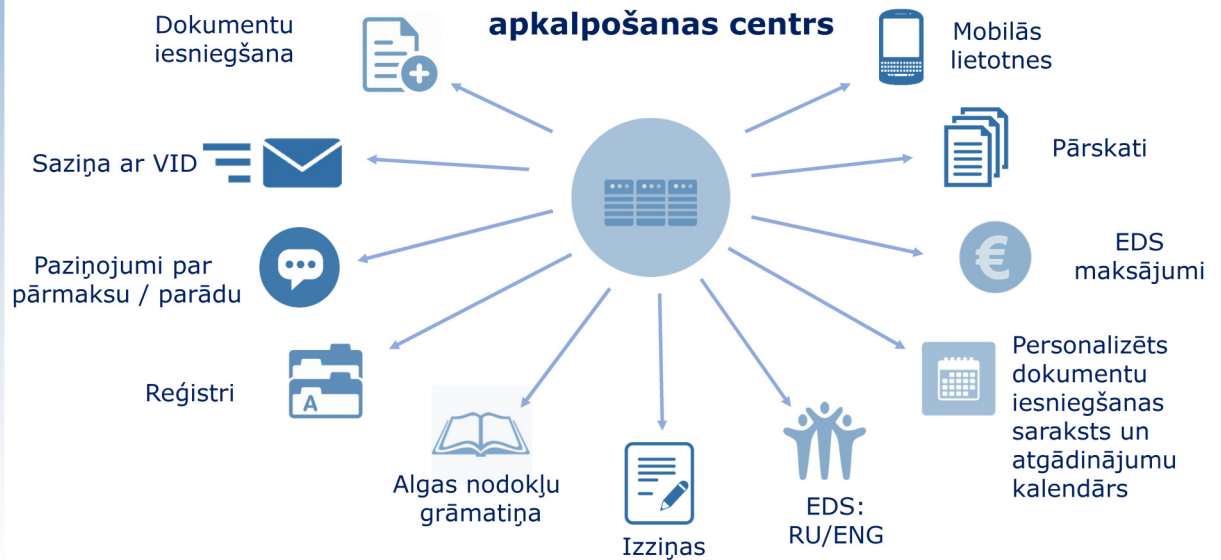 apkalpošanas centrs
Dokumentu
iesniegšana
Mobilās
lietotnes
Saziņa ar VID
Pārskati
Paziņojumi par
pārmaksu / parādu
EDS
maksājumi
Reģistri
A
Algas nodokļu
grāmatiņa
Izziņas
EDS:
RU/ENG
Personalizēts
dokumentu
iesniegšanas
saraksts un
atgādinājumu
kalendārs
€